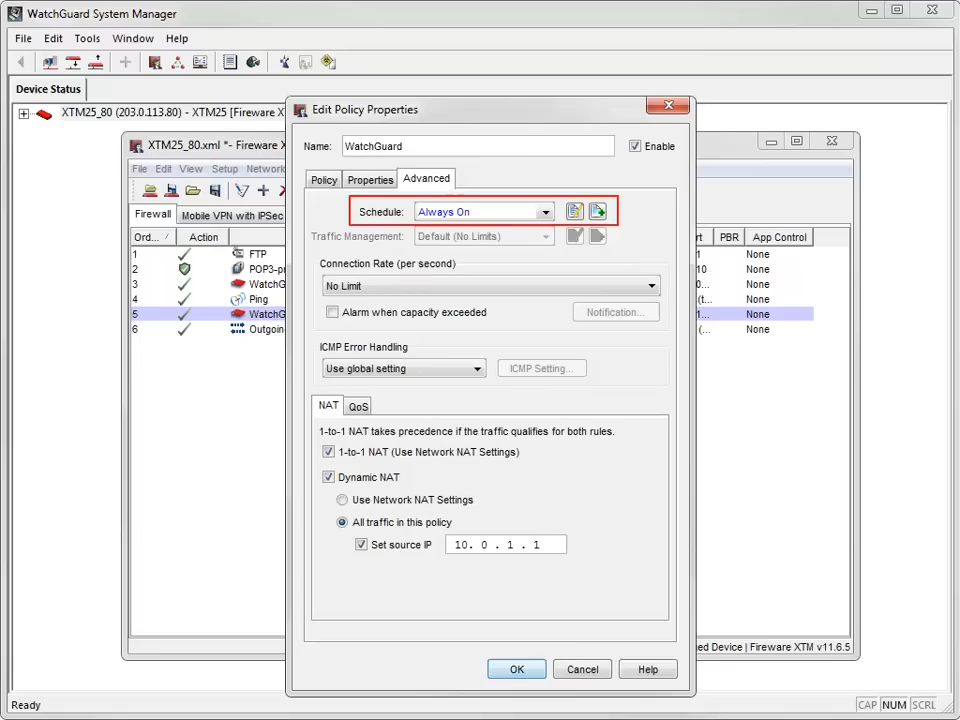 WatchGuard System Manager
File Edit Tools Window Help
Device Status
XTM25_80 (203.0.113.80) - XTM25 [Fireware
XTM25_80.xml *- Fireware
File Edit View Setup Network
Firewall Mobile VPN with IPSec
Ord... / Action PBR App Control
1 FTP None
2 POP3-pr 10 None
3 WatchG 0... None
4 Ping (t... None
5 WatchG 1... None
6 Outgoin (... None
ed Device | Fireware XTM v11.6.5
Edit Policy Properties
Name: WatchGuard Enable
Policy Properties Advanced
Schedule: Always On
Traffic Management: Default (No Limits)
Connection Rate (per second)
No Limit
Alarm when capacity exceeded Notification...
ICMP Error Handling
Use global setting ICMP Setting...
NAT QoS
1-to-1 NAT takes precedence if the traffic qualifies for both rules.
1-to-1 NAT (Use Network NAT Settings)
Dynamic NAT
Use Network NAT Settings
All traffic in this policy
Set source IP 10. 0 . 1 . 1
OK Cancel Help
Ready CAP NUM SCRL